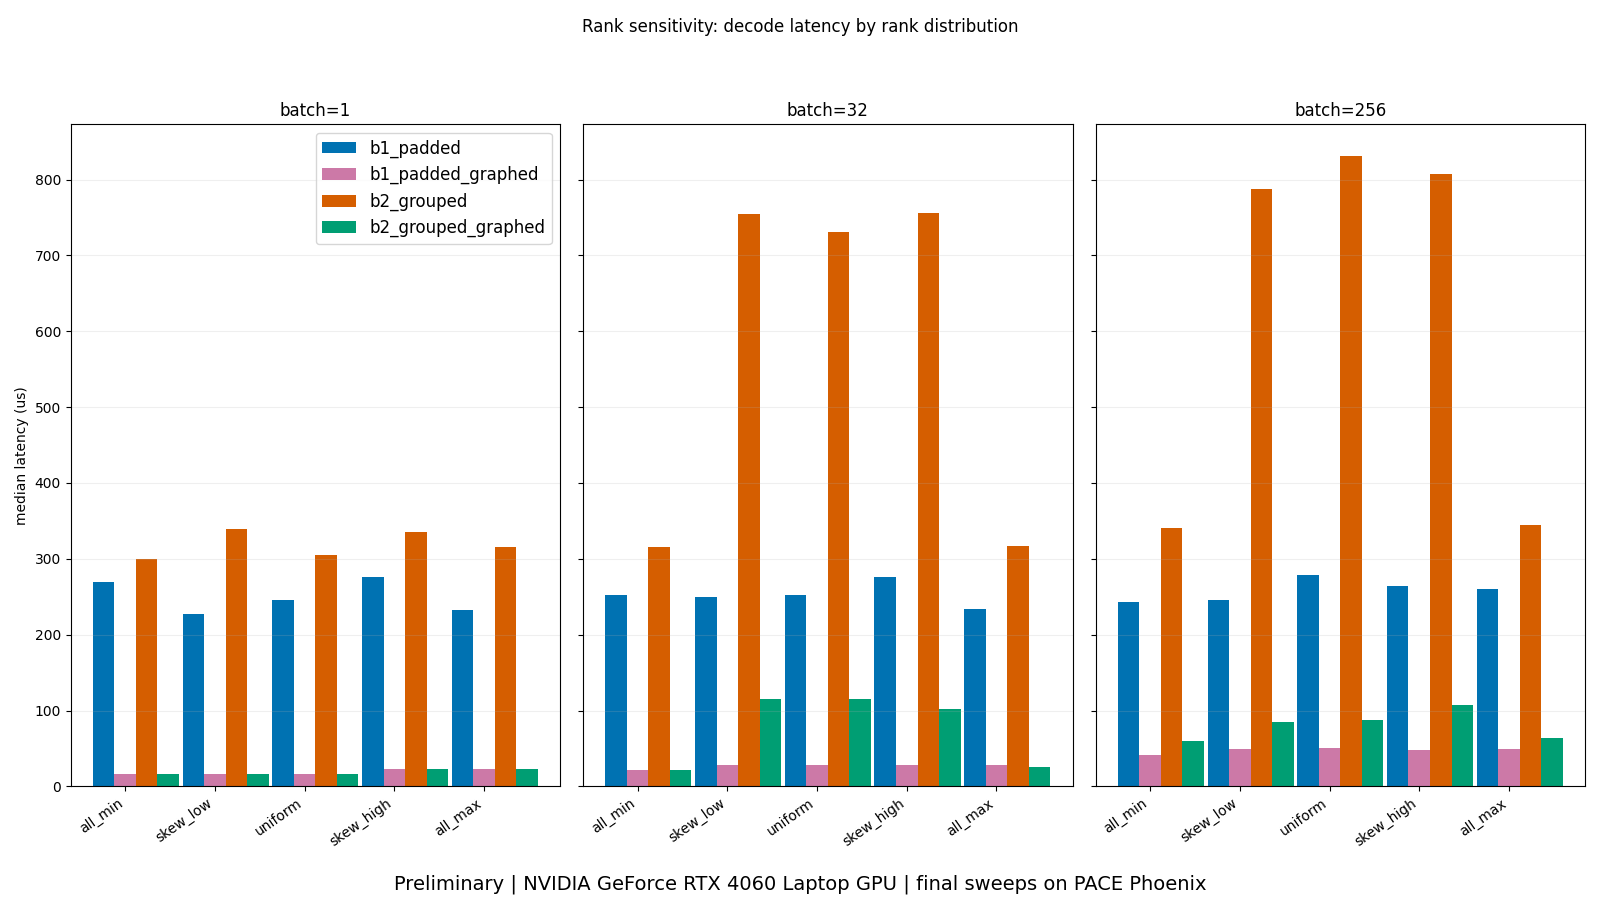 Rank sensitivity: decode latency by rank distribution
batch=1
batch=32
batch=256
b1_padded
b1_padded_graphed
b2_grouped
b2_grouped_graphed
median latency (us)
800
700
600
500
400
300
200
100
0
all_min
skew_low
uniform
skew_high
all_max
all_min
skew_low
uniform
skew_high
all_max
all_min
skew_low
uniform
skew_high
all_max
Preliminary | NVIDIA GeForce RTX 4060 Laptop GPU | final sweeps on PACE Phoenix